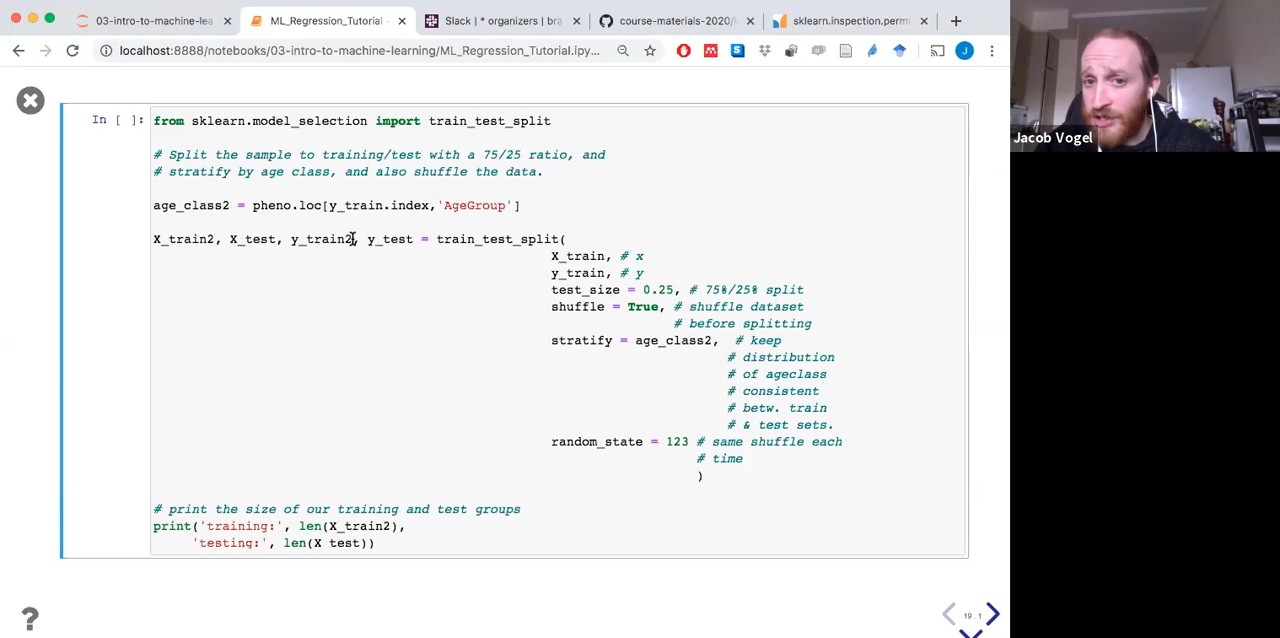 03-intro-to-machine-lea
ML_Regression_Tutorial
Slack | * organizers | bra
course-materials-2020/
sklearn.inspection.perm
localhost:8888/notebooks/03-intro-to-machine-learning/ML_Regression_Tutorial.ipy...
J
Jacob Vogel
In [ ]:
from sklearn.model_selection import train_test_split
# Split the sample to training/test with a 75/25 ratio, and
# stratify by age class, and also shuffle the data.
age_class2 = pheno.loc[y_train.index,'AgeGroup']
X_train2, X_test, y_train2, y_test = train_test_split(
X_train, # x
y_train, # y
test_size = 0.25, # 75%/25% split
shuffle = True, # shuffle dataset
# before splitting
stratify = age_class2, # keep
# distribution
# of ageclass
# consistent
# betw. train
# & test sets.
random_state = 123 # same shuffle each
# time
)
# print the size of our training and test groups
print('training:', len(X_train2),
'testing:', len(X_test))
?
19.1